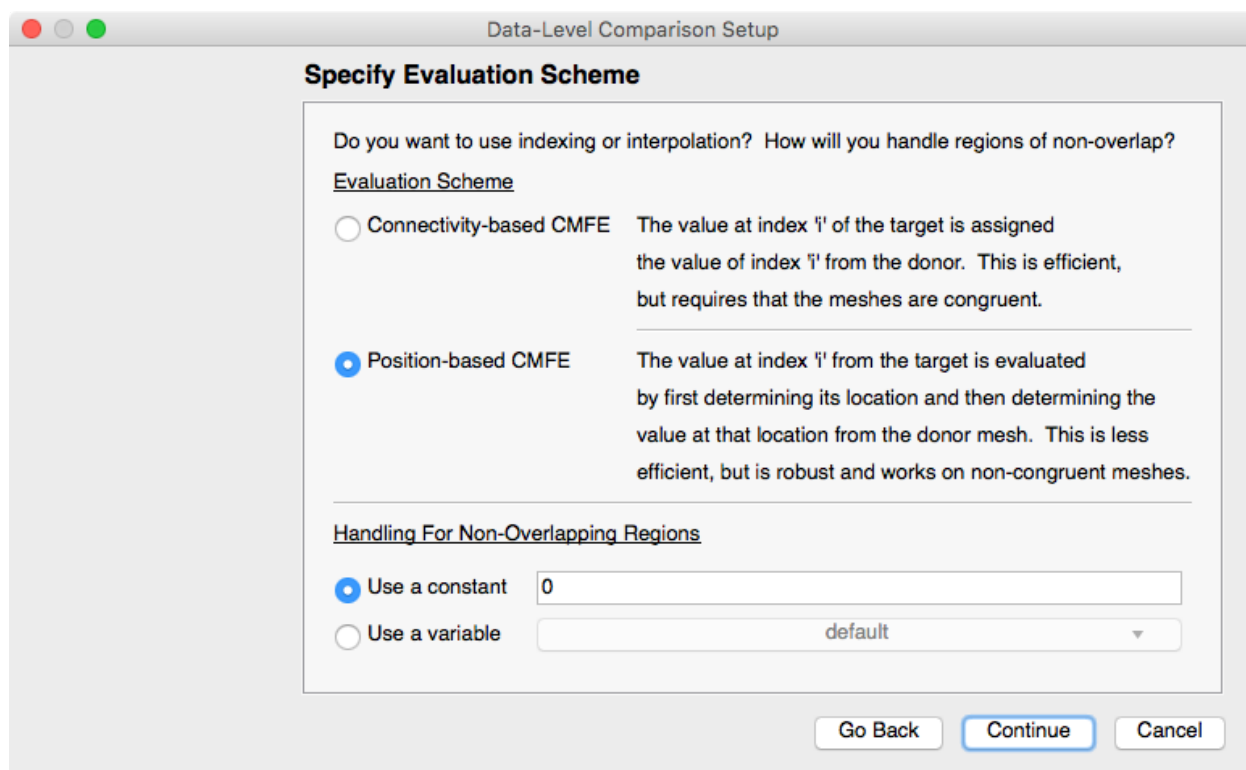 Data-Level Comparison Setup
Specify Evaluation Scheme
Do you want to use indexing or interpolation?  How will you handle regions of non-overlap?
Evaluation Scheme
Connectivity-based CMFE
The value at index 'i' of the target is assigned
the value of index 'i' from the donor.  This is efficient,
but requires that the meshes are congruent.
Position-based CMFE
The value at index 'i' from the target is evaluated
by first determining its location and then determining the
value at that location from the donor mesh.  This is less
efficient, but is robust and works on non-congruent meshes.
Handling For Non-Overlapping Regions
Use a constant
0
Use a variable
default
Go Back
Continue
Cancel